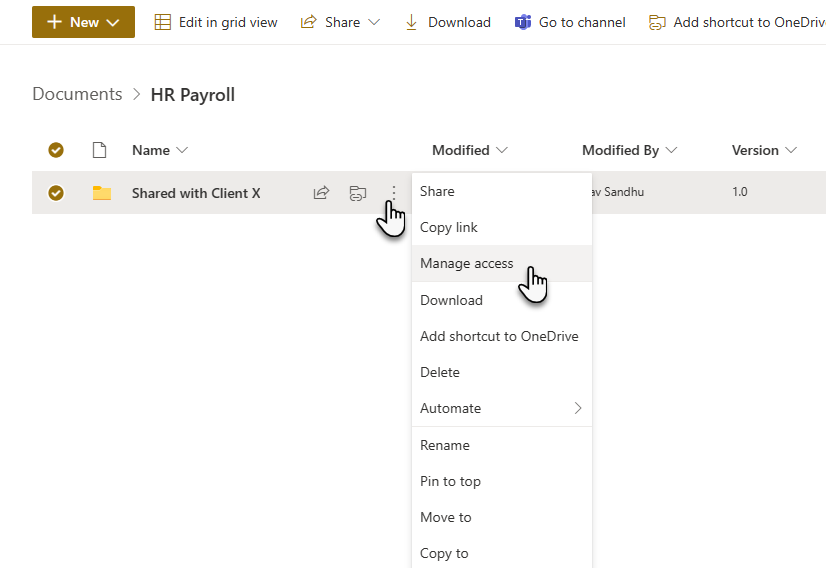 New Edit in grid view Share Download Go to channel Add shortcut to OneDriv
Documents > HR Payroll
Name Modified Modified By Version
Shared with Client X av Sandhu 1.0
Share
Copy link
Manage access
Download
Add shortcut to OneDrive
Delete
Automate
Rename
Pin to top
Move to
Copy to